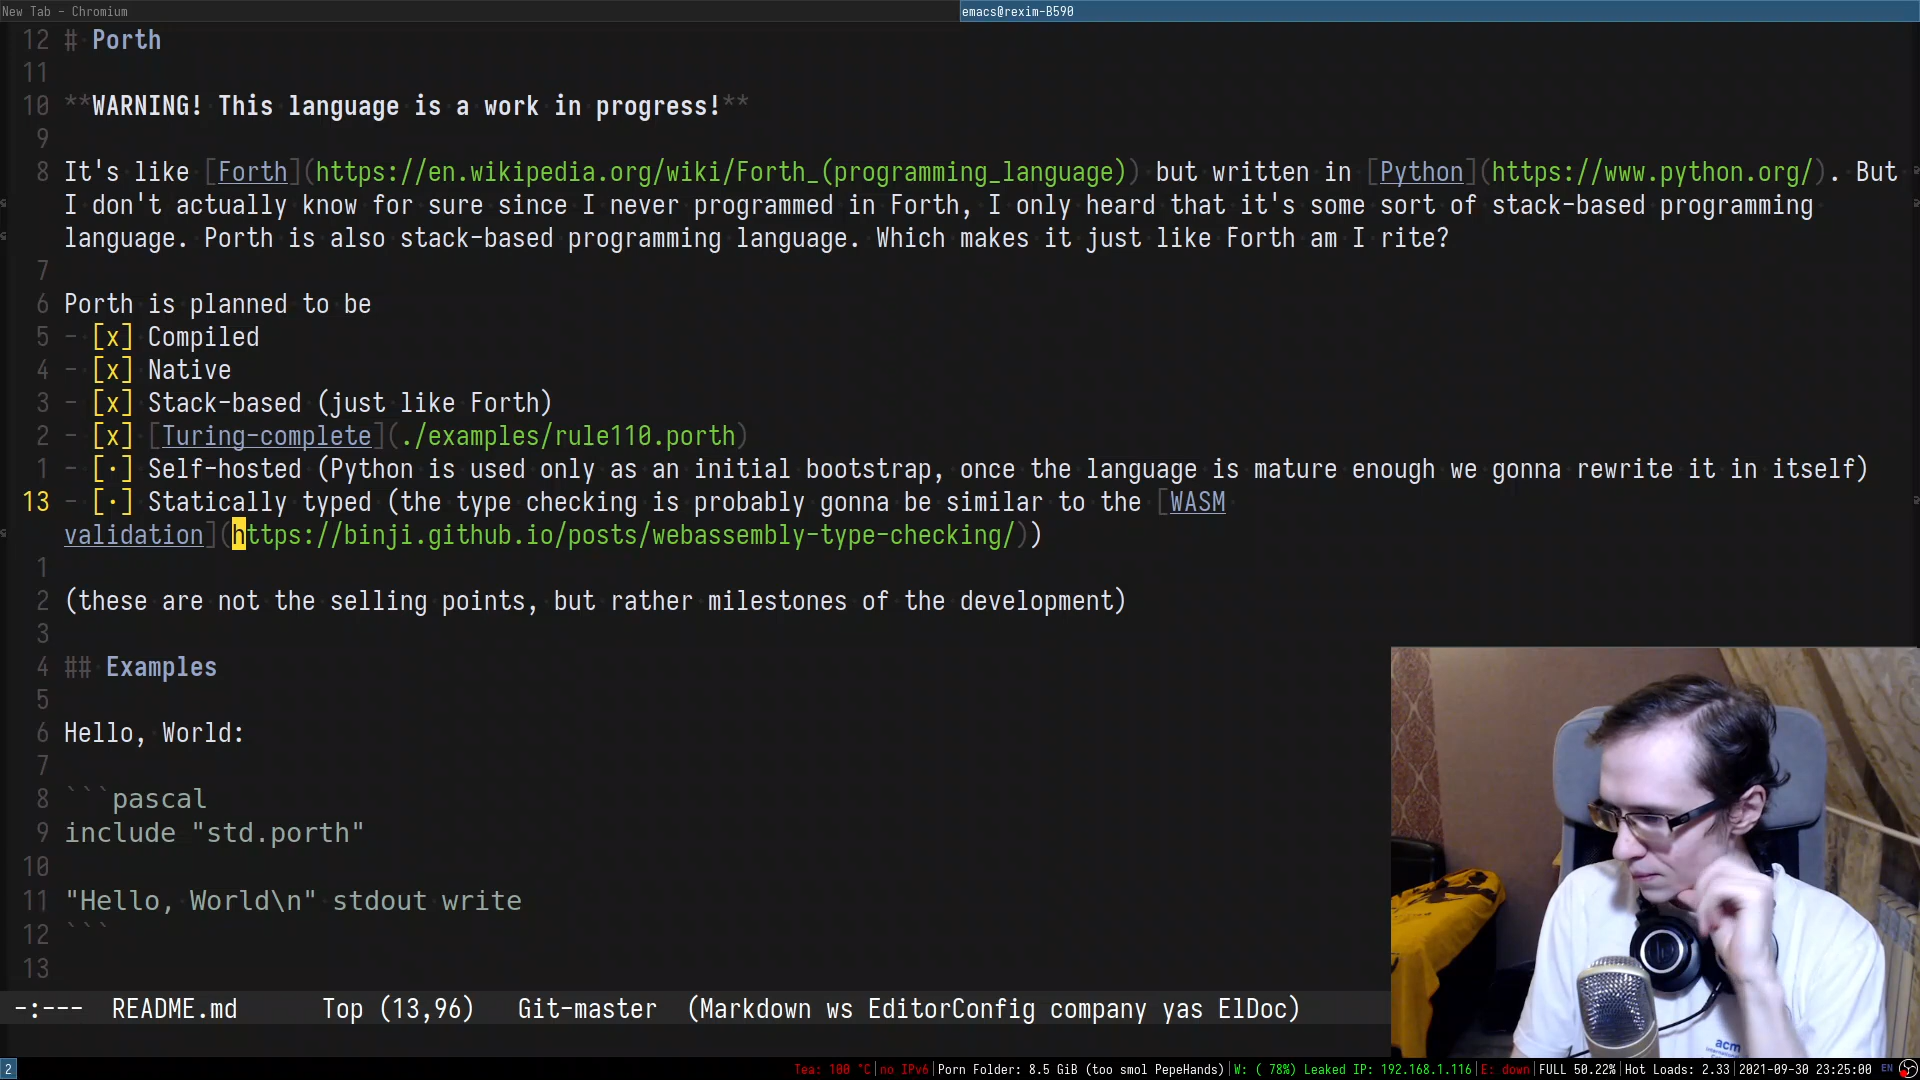 New Tab - Chromium
emacs@rexim-B590
12 # Porth
11
10 **WARNING! This language is a work in progress!**
9
8 It's like [Forth](https://en.wikipedia.org/wiki/Forth_(programming_language)) but written in [Python](https://www.python.org/). But
I don't actually know for sure since I never programmed in Forth, I only heard that it's some sort of stack-based programming
language. Porth is also stack-based programming language. Which makes it just like Forth am I rite?
7
6 Porth is planned to be
5 - [x] Compiled
4 - [x] Native
3 - [x] Stack-based (just like Forth)
2 - [x] [Turing-complete](./examples/rule110.porth)
1 - [·] Self-hosted (Python is used only as an initial bootstrap, once the language is mature enough we gonna rewrite it in itself)
13 - [·] Statically typed (the type checking is probably gonna be similar to the [WASM
validation](https://binji.github.io/posts/webassembly-type-checking/))
1
2 (these are not the selling points, but rather milestones of the development)
3
4 ## Examples
5
6 Hello, World:
7
8 ```pascal
9 include "std.porth"
10
11 "Hello, World\n" stdout write
12 ```
13
acm
-:--- README.md Top (13,96) Git-master (Markdown ws EditorConfig company yas ElDoc)
2
Tea: 100 °C|no IPv6|Porn Folder: 8.5 GiB (too smol PepeHands)|W: ( 78%) Leaked IP: 192.168.1.116|E: down|FULL 50.22%|Hot Loads: 2.33|2021-09-30 23:25:00 EN